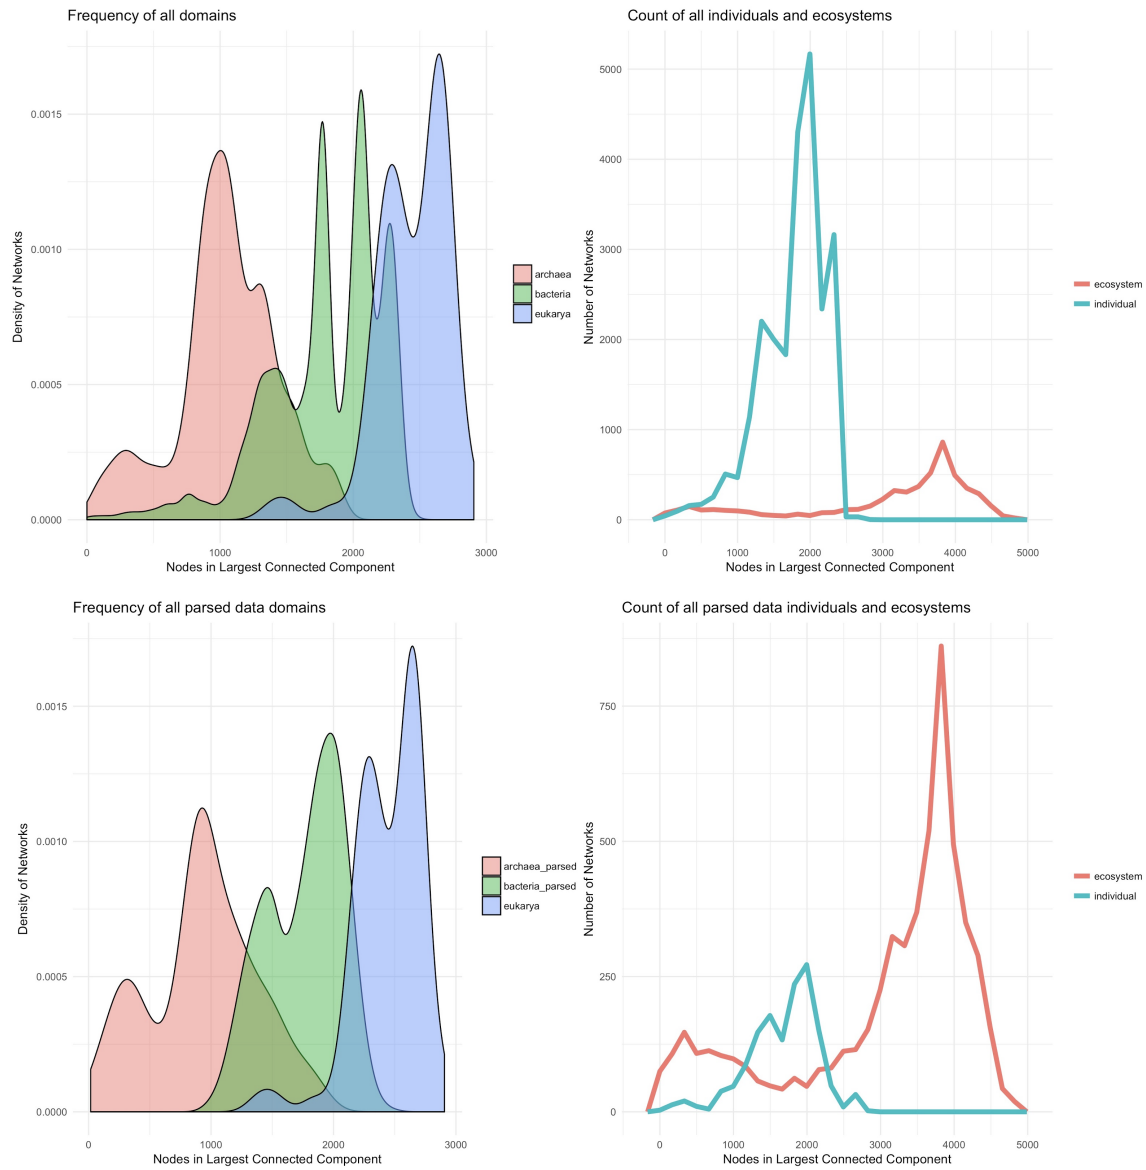 Frequency of all domains
Density of Networks
0.0015
0.0010
0.0005
0.0000
0 1000 2000 3000
Nodes in Largest Connected Component
archaea
bacteria
eukarya
Count of all individuals and ecosystems
Number of Networks
5000
4000
3000
2000
1000
0
0 1000 2000 3000 4000 5000
Nodes in Largest Connected Component
ecosystem
individual
Frequency of all parsed data domains
Density of Networks
0.0015
0.0010
0.0005
0.0000
0 1000 2000 3000
Nodes in Largest Connected Component
archaea_parsed
bacteria_parsed
eukarya
Count of all parsed data individuals and ecosystems
Number of Networks
750
500
250
0
0 1000 2000 3000 4000 5000
Nodes in Largest Connected Component
ecosystem
individual